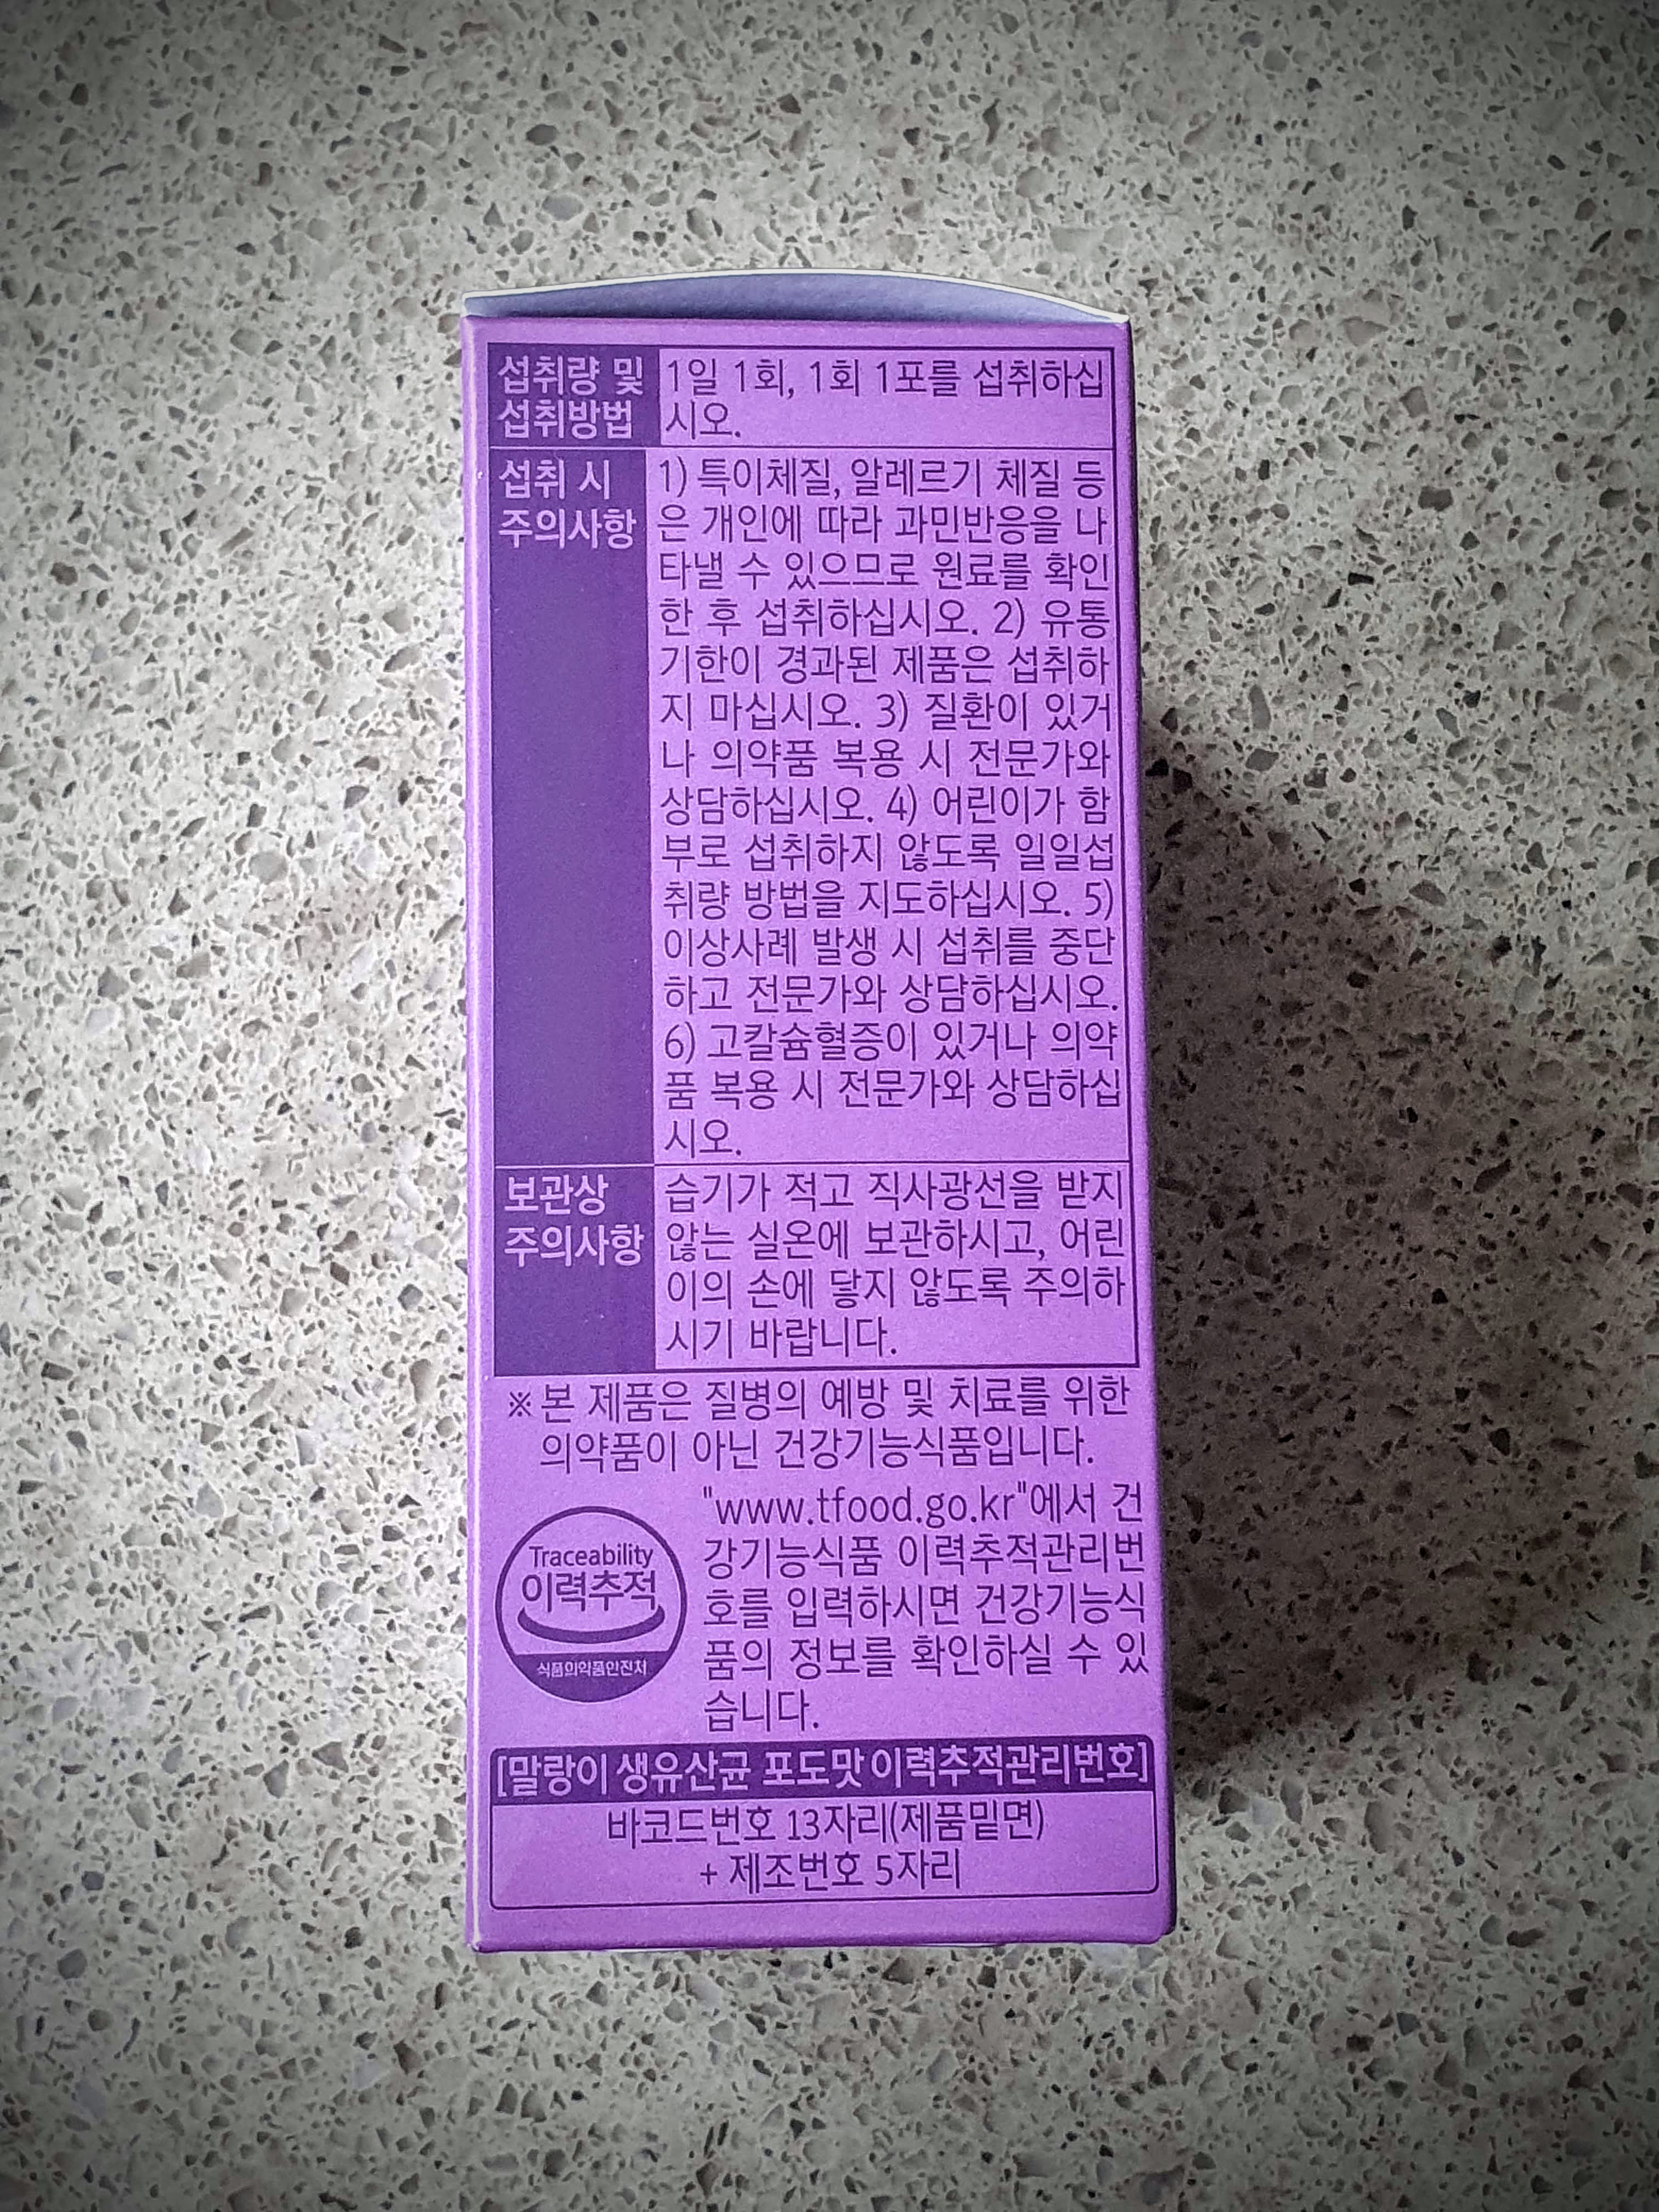 섭취량 및
섭취방법
1일 1회, 1회 1포를 섭취하십
시오.
섭취 시
주의사항
1) 특이체질, 알레르기 체질 등
은 개인에 따라 과민반응을 나
타낼 수 있으므로 원료를 확인
한 후 섭취하십시오. 2) 유통
기한이 경과된 제품은 섭취하
지 마십시오. 3) 질환이 있거
나 의약품 복용 시 전문가와
상담하십시오. 4) 어린이가 함
부로 섭취하지 않도록 일일섭
취량 방법을 지도하십시오. 5)
이상사례 발생 시 섭취를 중단
하고 전문가와 상담하십시오.
6) 고칼슘혈증이 있거나 의약
품 복용 시 전문가와 상담하십
시오.
보관상
주의사항
습기가 적고 직사광선을 받지
않는 실온에 보관하시고, 어린
이의 손에 닿지 않도록 주의하
시기 바랍니다.
※ 본 제품은 질병의 예방 및 치료를 위한
의약품이 아닌 건강기능식품입니다.
Traceability
이력추적
식품의약품안전처
"www.tfood.go.kr"에서 건
강기능식품 이력추적관리번
호를 입력하시면 건강기능식
품의 정보를 확인하실 수 있
습니다.
[말랑이 생유산균 포도맛 이력추적관리번호]
바코드번호 13자리(제품밑면)
+ 제조번호 5자리